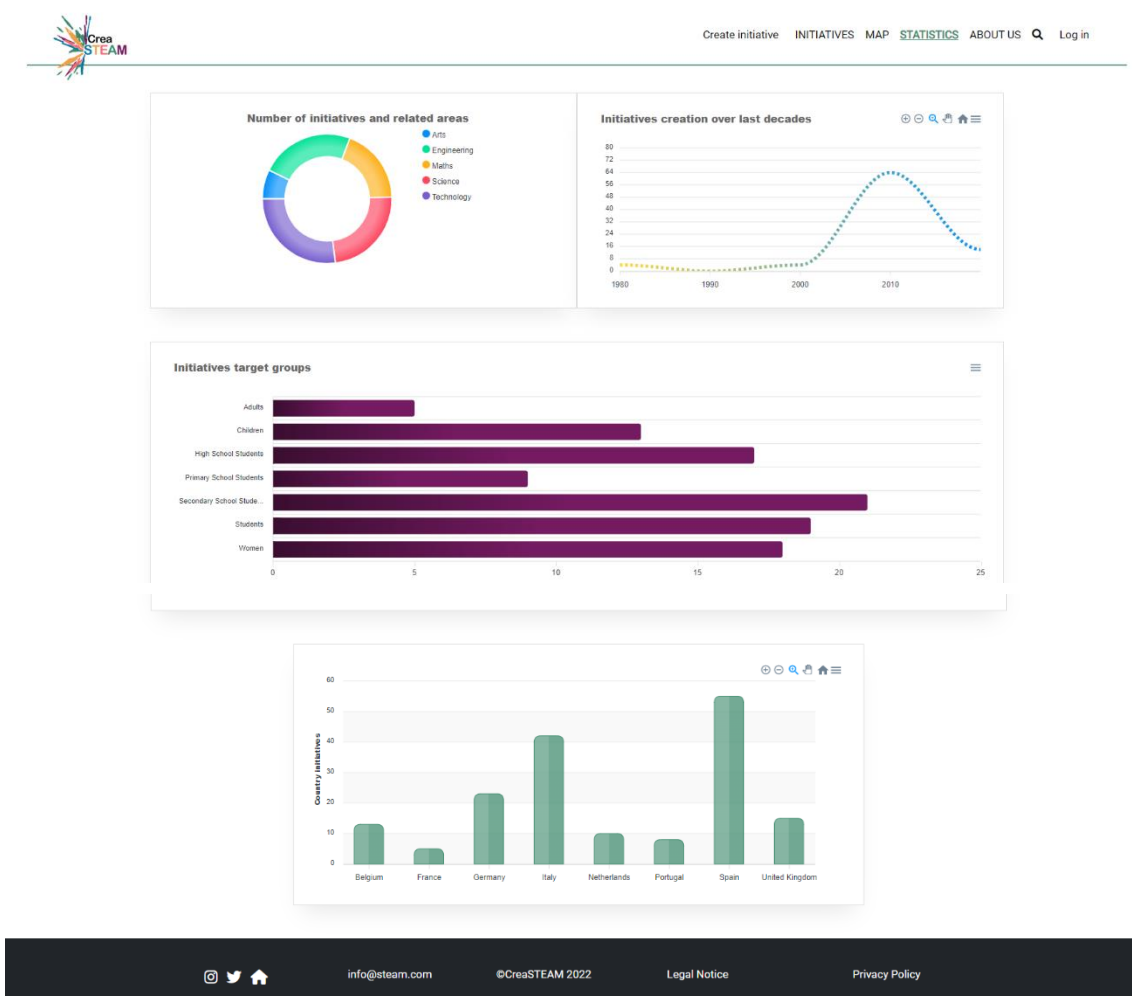 Crea
STEAM
Create initiative INITIATIVES MAP STATISTICS ABOUT US Log in
Number of initiatives and related areas
Arts
Engineering
Maths
Science
Technology
Initiatives creation over last decades
80
72
64
56
48
40
32
24
16
8
0
1980 1990 2000 2010
Initiatives target groups
Adults
Children
High School Students
Primary School Students
Secondary School Stude...
Students
Women
0 5 10 15 20 25
Country initiatives
60
50
40
30
20
10
0
Belgium France Germany Italy Netherlands Portugal Spain United Kingdom
info@steam.com ©CreaSTEAM 2022 Legal Notice Privacy Policy